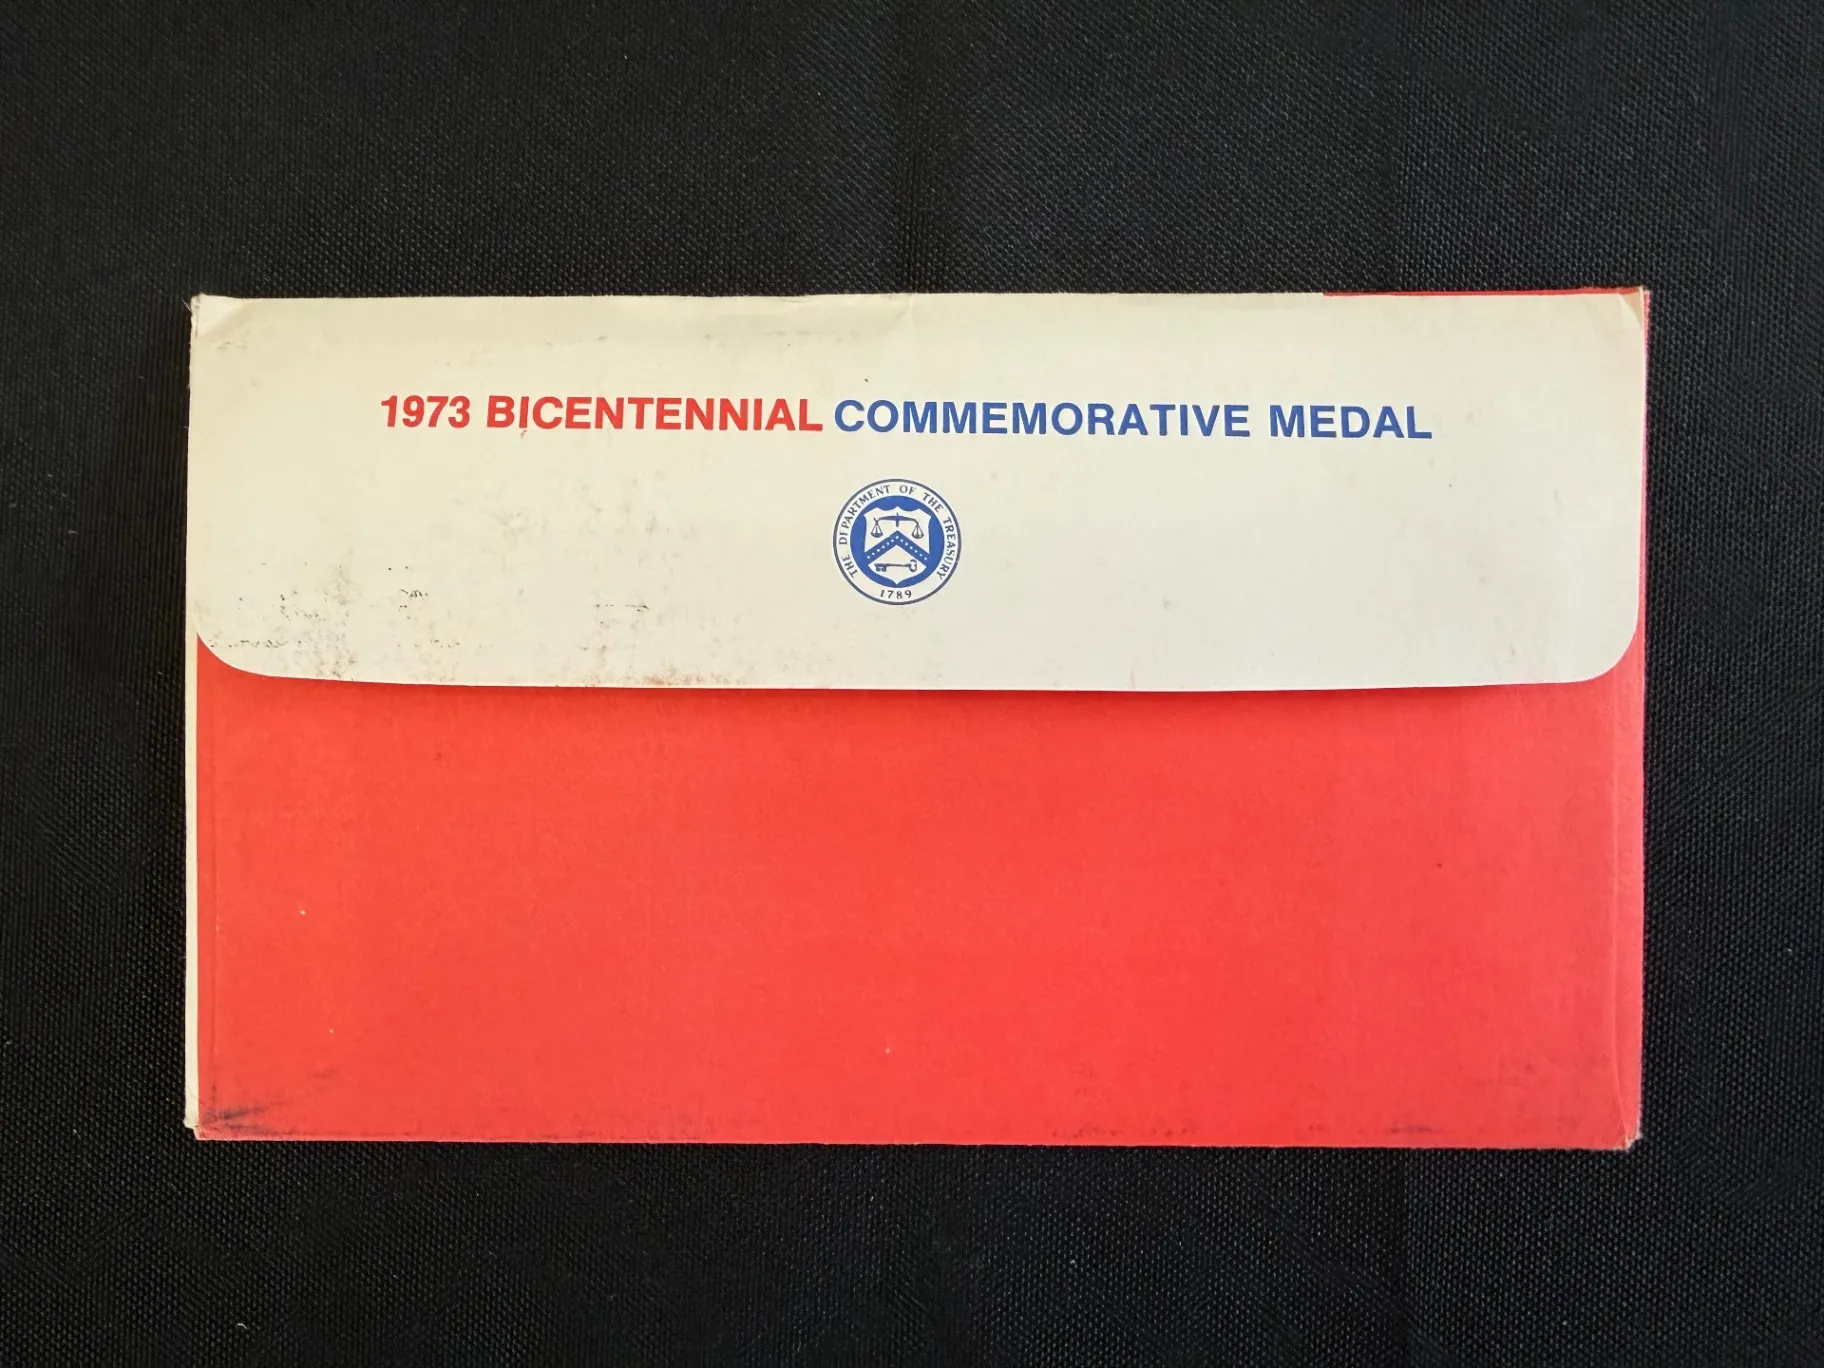 1973 BICENTENNIAL COMMEMORATIVE MEDAL
THE DEPARTMENT OF THE TREASURY
1789